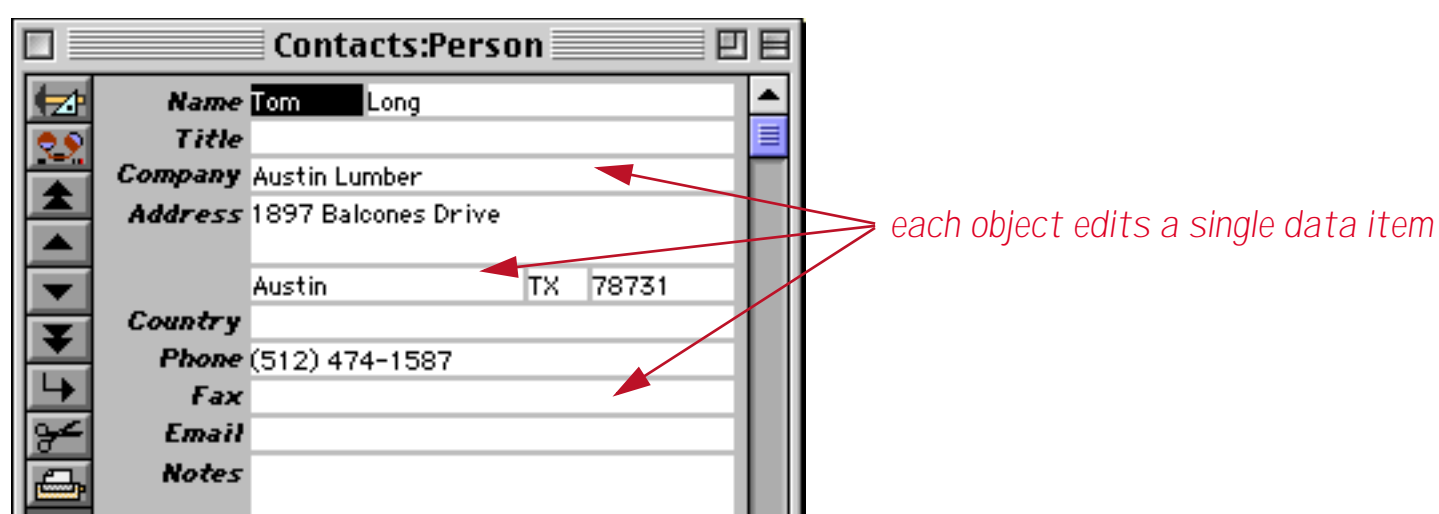 Contacts:Person
Name Tom Long
Title
Company Austin Lumber
Address 1897 Balcones Drive
each object edits a single data item
Austin TX 78731
Country
Phone (512) 474-1587
Fax
Email
Notes